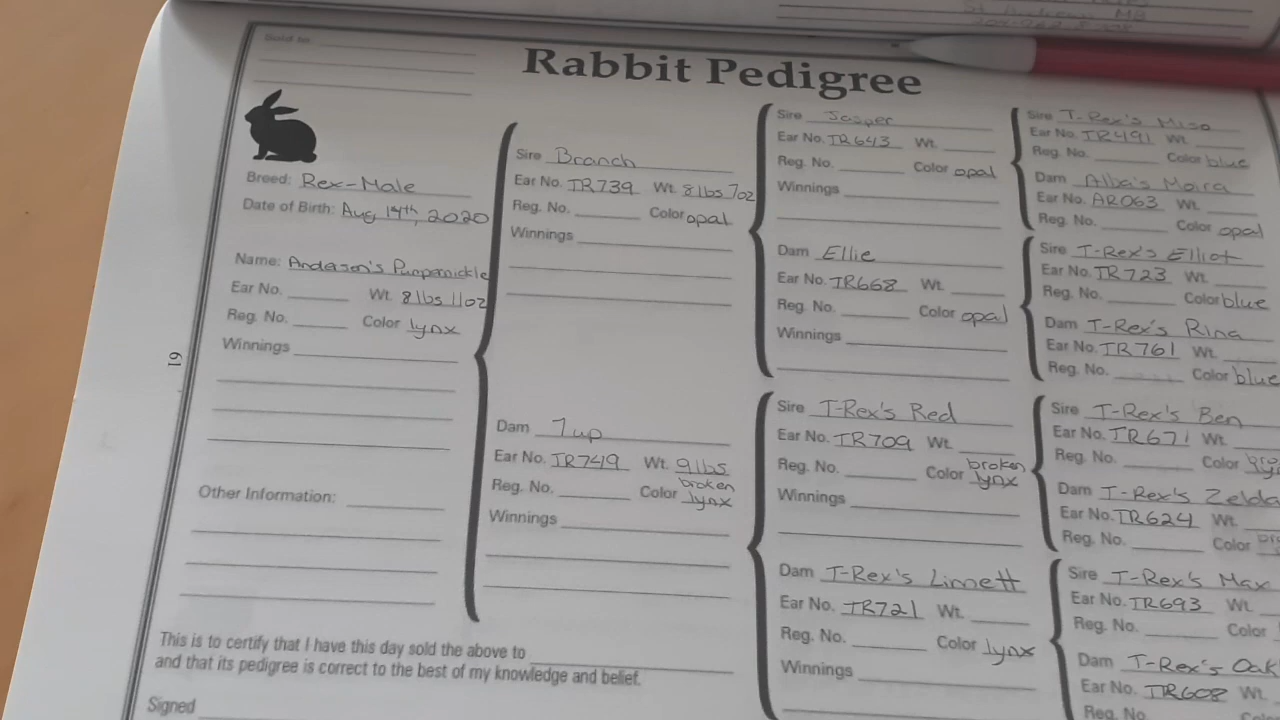 Sold to:
Rabbit Pedigree
Breed: Rex-Male
Date of Birth: Aug 14th, 2020
Name: Anderson's Pumpernickle
Ear No. Wt. 8lbs 11oz
Reg. No. Color lynx
Winnings
Other Information:
This is to certify that I have this day sold the above to
and that its pedigree is correct to the best of my knowledge and belief.
Signed
61
Sire Branch
Ear No. TR739 Wt. 8lbs 7oz
Reg. No. Color opal
Winnings
Dam 7up
Ear No. TR749 Wt. 9lbs
Reg. No. Color broken lynx
Winnings
Sire Jasper
Ear No. TR643 Wt.
Reg. No. Color opal
Winnings
Dam Ellie
Ear No. TR668 Wt.
Reg. No. Color opal
Winnings
Sire T-Rex's Red
Ear No. TR709 Wt.
Reg. No. Color broken lynx
Winnings
Dam T-Rex's Linnett
Ear No. TR721 Wt.
Reg. No. Color lynx
Winnings
Sire T-Rex's Miso
Ear No. TR491 Wt.
Reg. No. Color blue
Dam Alba's Moira
Ear No. AR063 Wt.
Reg. No. Color opal
Sire T-Rex's Elliot
Ear No. TR723 Wt.
Reg. No. Color blue
Dam T-Rex's Rina
Ear No. TR761 Wt.
Reg. No. Color blue
Sire T-Rex's Ben
Ear No. TR671 Wt.
Reg. No. Color
Dam T-Rex's Zelda
Ear No. TR624 Wt.
Reg. No. Color
Sire T-Rex's Max
Ear No. TR693 Wt.
Reg. No. Color
Dam T-Rex's Oak
Ear No. TR608 Wt.
Reg. No.